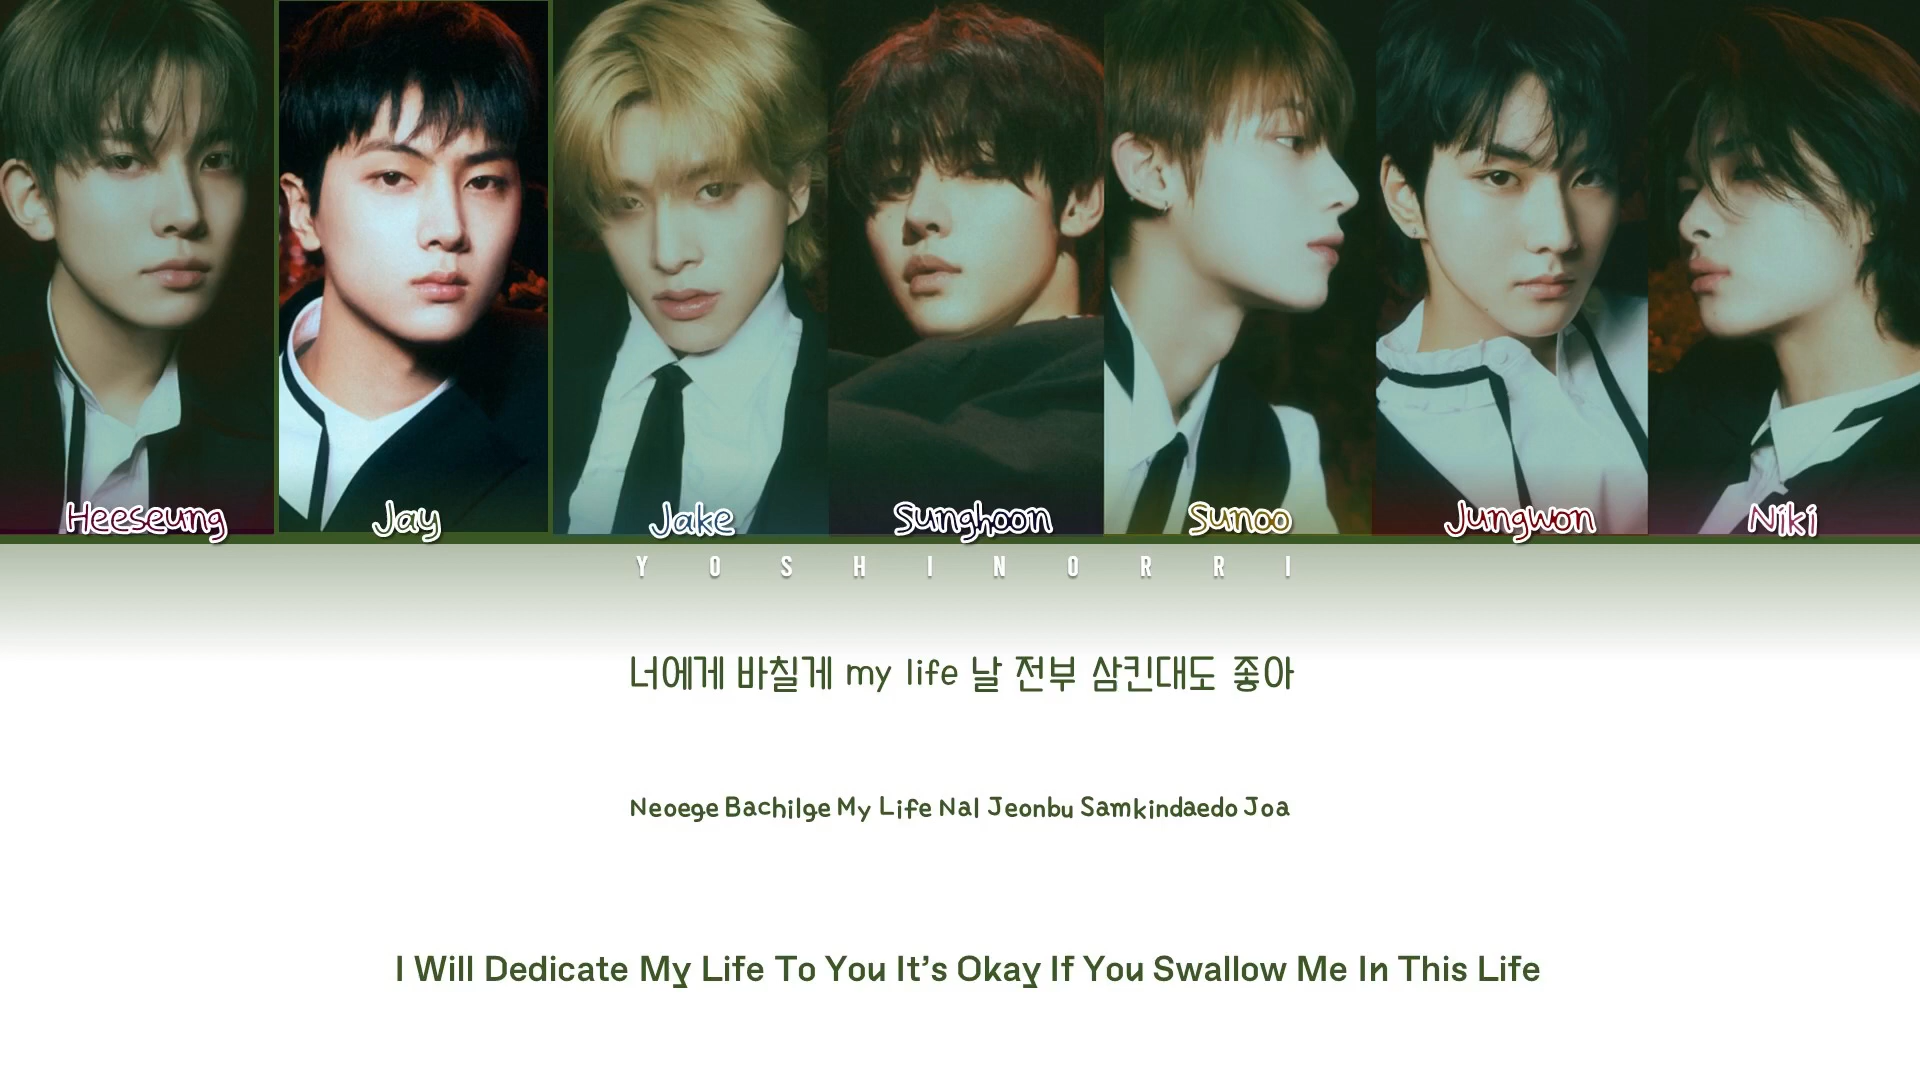 Heeseung Jay Jake Sunghoon Sunoo Jungwon Niki
YOSHINORRI
너에게 바칠게 my life 날 전부 삼킨대도 좋아
Neoege Bachilge My Life Nal Jeonbu Samkindaedo Joa
I Will Dedicate My Life To You It's Okay If You Swallow Me In This Life